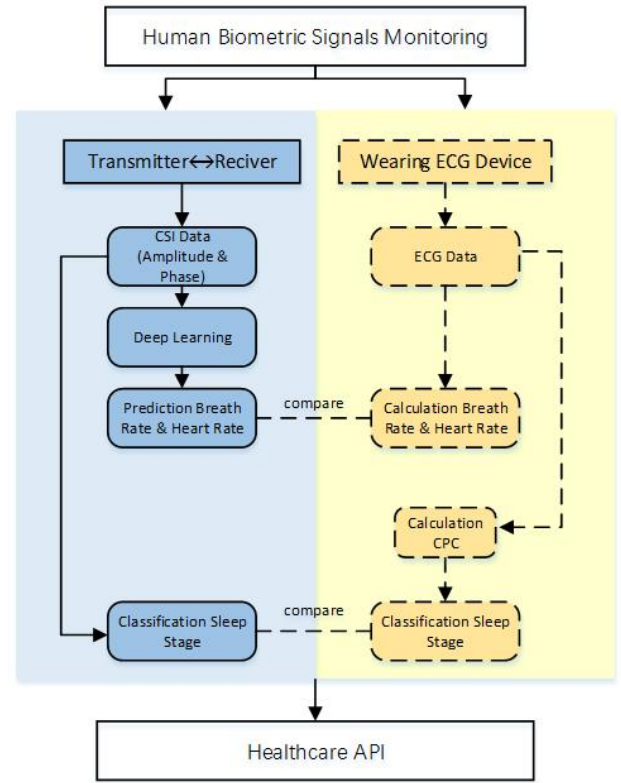 Human Biometric Signals Monitoring
Transmitter↔Reciver
Wearing ECG Device
CSI Data
(Amplitude &
Phase)
ECG Data
Deep Learning
Prediction Breath
Rate & Heart Rate
compare
Calculation Breath
Rate & Heart Rate
Calculation
CPC
Classification Sleep
Stage
compare
Classification Sleep
Stage
Healthcare API